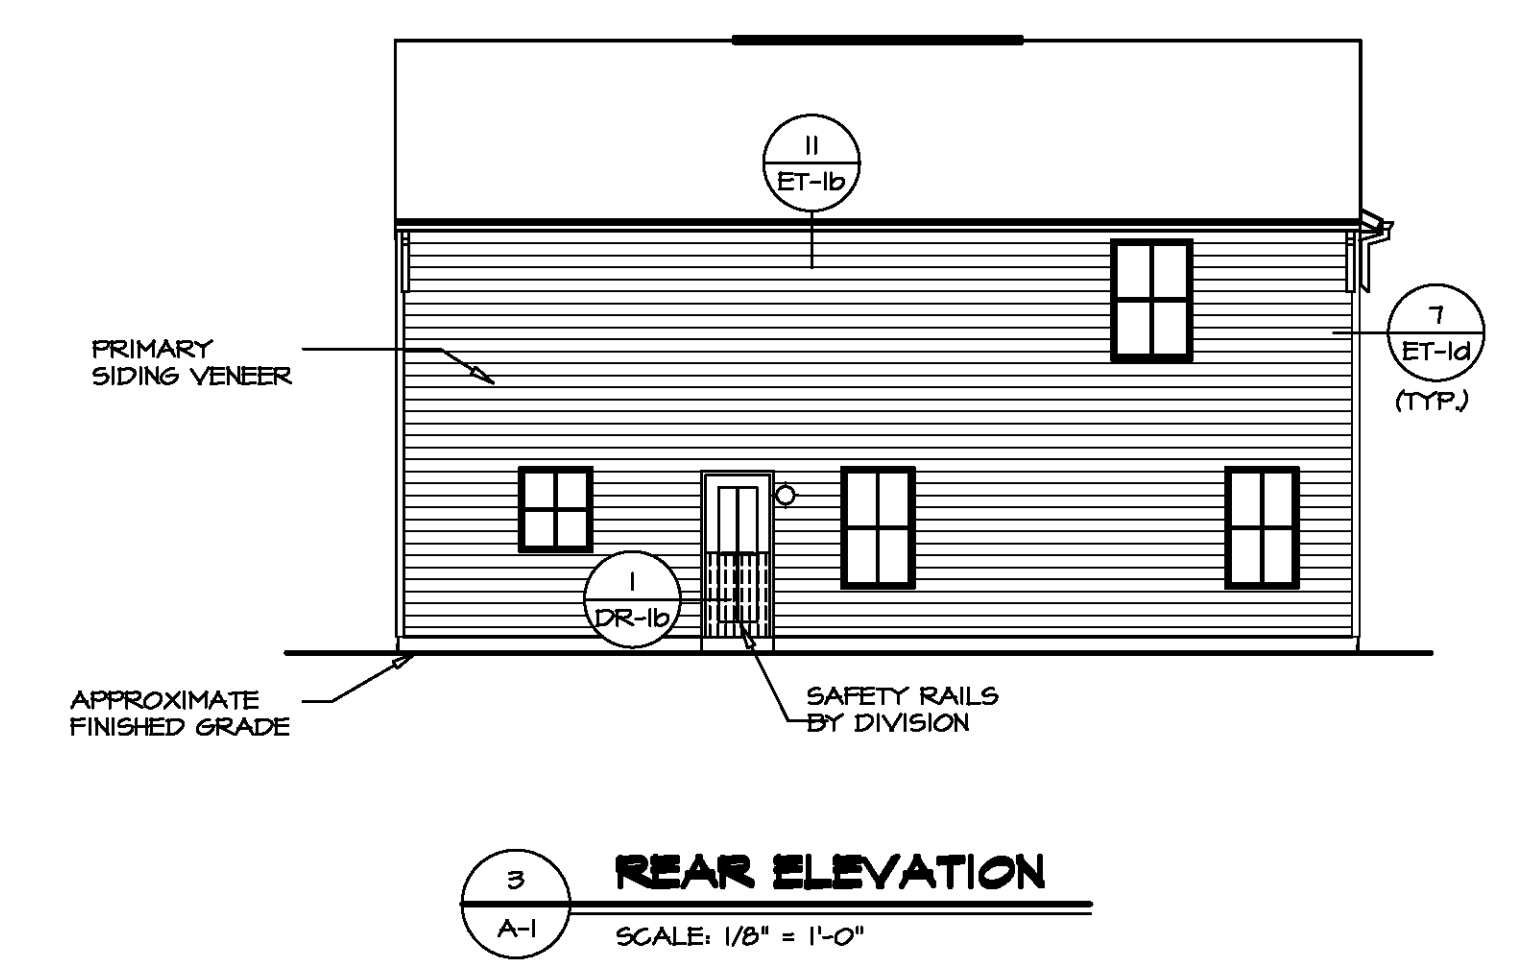 11
ET-1b
PRIMARY
SIDING VENEER
7
ET-1d
(TYP.)
1
DR-1b
APPROXIMATE
FINISHED GRADE
SAFETY RAILS
BY DIVISION
3
A-1
REAR ELEVATION
SCALE: 1/8" = 1'-0"